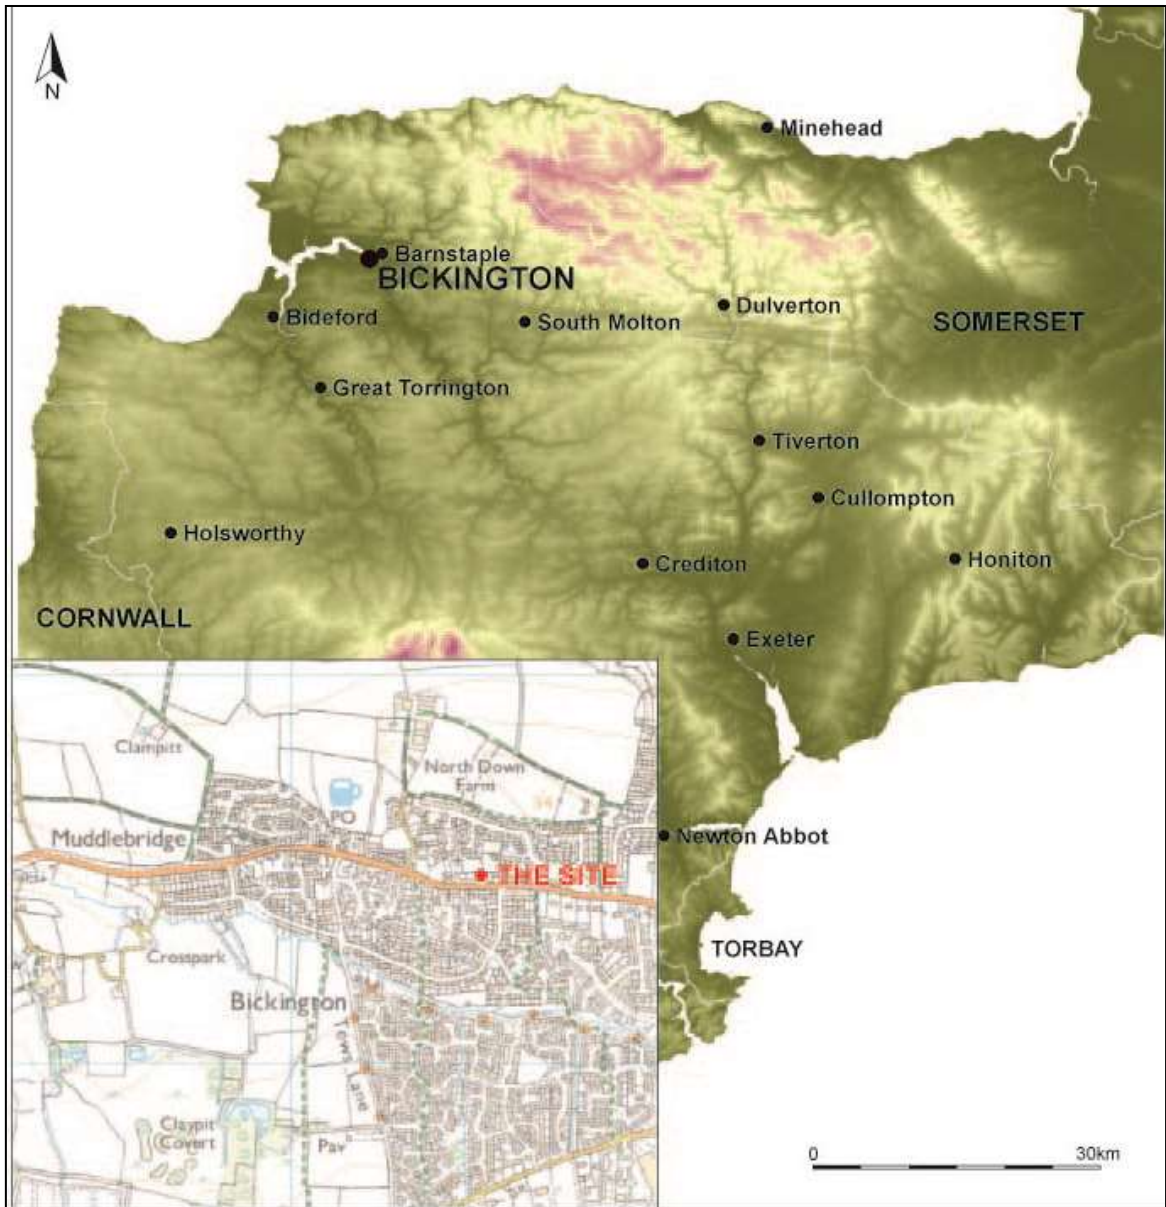 N
Minehead
Barnstaple
BICKINGTON
Dulverton
Bideford
South Molton
SOMERSET
Great Torrington
Tiverton
Cullompton
Holsworthy
Crediton
Honiton
CORNWALL
Exeter
Clampitt
North Down
Farm
PO
Muddlebridge
Newton Abbot
THE SITE
TORBAY
Crosspark
Bickington
Tews Lane
Claypit
Covert
Pav
0
30km